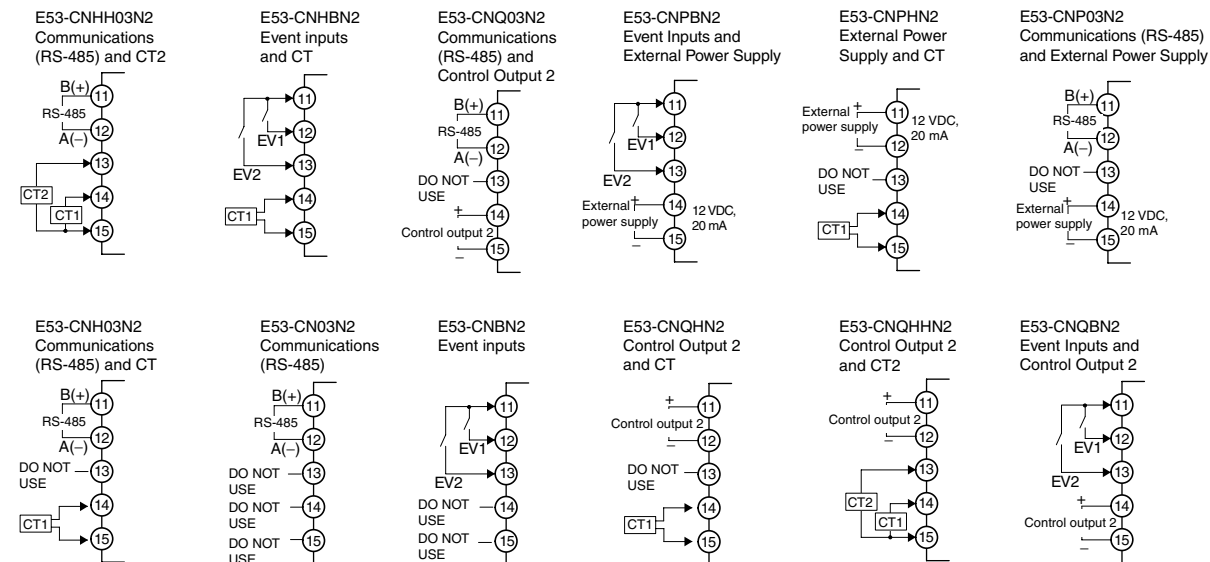 E53-CNHH03N2
Communications
(RS-485) and CT2
B(+)
11
RS-485
12
A(−)
13
CT2
14
CT1
15
E53-CNHBN2
Event inputs
and CT
11
12
EV1
13
EV2
14
CT1
15
E53-CNQ03N2
Communications
(RS-485) and
Control Output 2
B(+)
11
RS-485
12
A(−)
DO NOT
USE
13
+
14
Control output 2
15
−
E53-CNPBN2
Event Inputs and
External Power Supply
11
12
EV1
13
EV2
External
power supply
+
14
12 VDC,
20 mA
15
−
E53-CNPHN2
External Power
Supply and CT
External
power supply
+
11
12 VDC,
20 mA
12
−
DO NOT
USE
13
14
CT1
15
E53-CNP03N2
Communications (RS-485)
and External Power Supply
B(+)
11
RS-485
12
A(−)
DO NOT
USE
13
External
power supply
+
14
12 VDC,
20 mA
15
−
E53-CNH03N2
Communications
(RS-485) and CT
B(+)
11
RS-485
12
A(−)
DO NOT
USE
13
14
CT1
15
E53-CN03N2
Communications
(RS-485)
B(+)
11
RS-485
12
A(−)
DO NOT
USE
13
DO NOT
USE
14
DO NOT
USE
15
E53-CNBN2
Event inputs
11
12
EV1
13
EV2
DO NOT
USE
14
DO NOT
USE
15
E53-CNQHN2
Control Output 2
and CT
+
11
Control output 2
12
−
DO NOT
USE
13
14
CT1
15
E53-CNQHHN2
Control Output 2
and CT2
+
11
Control output 2
12
−
13
CT2
14
CT1
15
E53-CNQBN2
Event Inputs and
Control Output 2
11
12
EV1
13
EV2
+
14
Control output 2
15
−